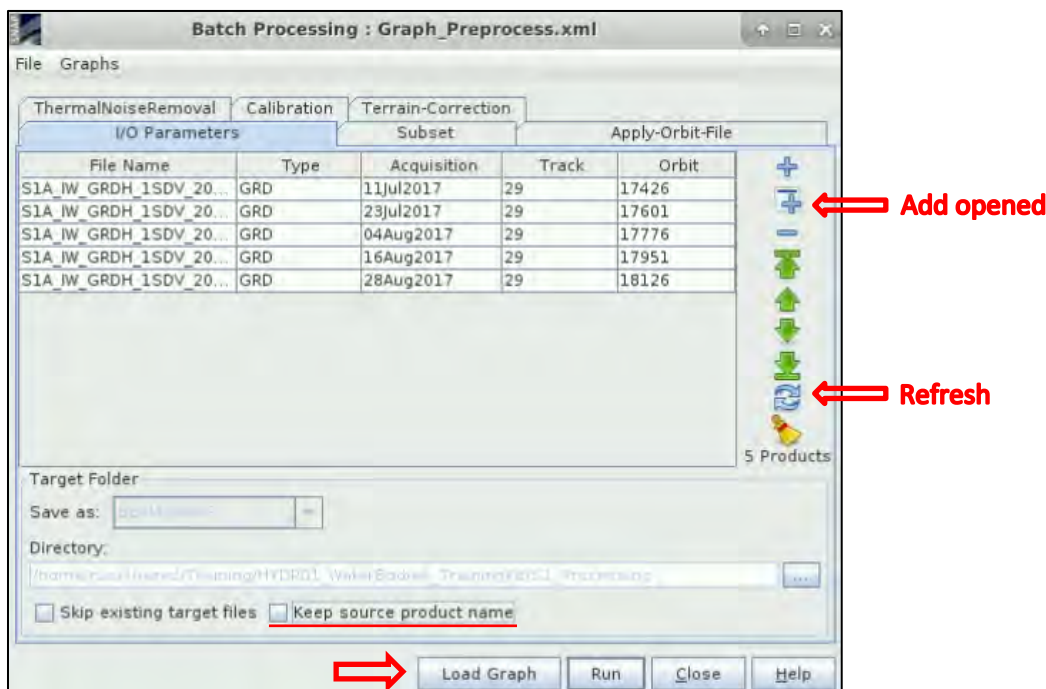 Batch Processing : Graph_Preprocess.xml
File Graphs
ThermalNoiseRemoval Calibration Terrain-Correction
I/O Parameters Subset Apply-Orbit-File
File Name Type Acquisition Track Orbit
S1A_IW_GRDH_1SDV_20... GRD 11Jul2017 29 17426
S1A_IW_GRDH_1SDV_20... GRD 23Jul2017 29 17601
S1A_IW_GRDH_1SDV_20... GRD 04Aug2017 29 17776
S1A_IW_GRDH_1SDV_20... GRD 16Aug2017 29 17951
S1A_IW_GRDH_1SDV_20... GRD 28Aug2017 29 18126
Add opened
Refresh
5 Products
Target Folder
Save as:
Directory:
...
Skip existing target files Keep source product name
Load Graph Run Close Help